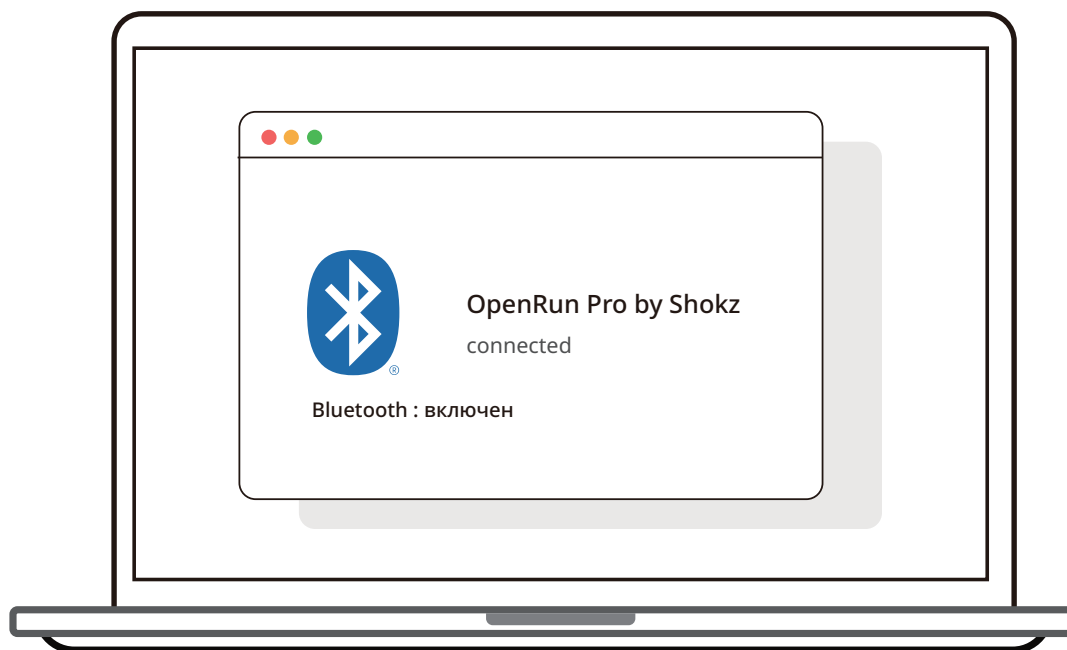 OpenRun Pro by Shokz
connected
®
Bluetooth : включен